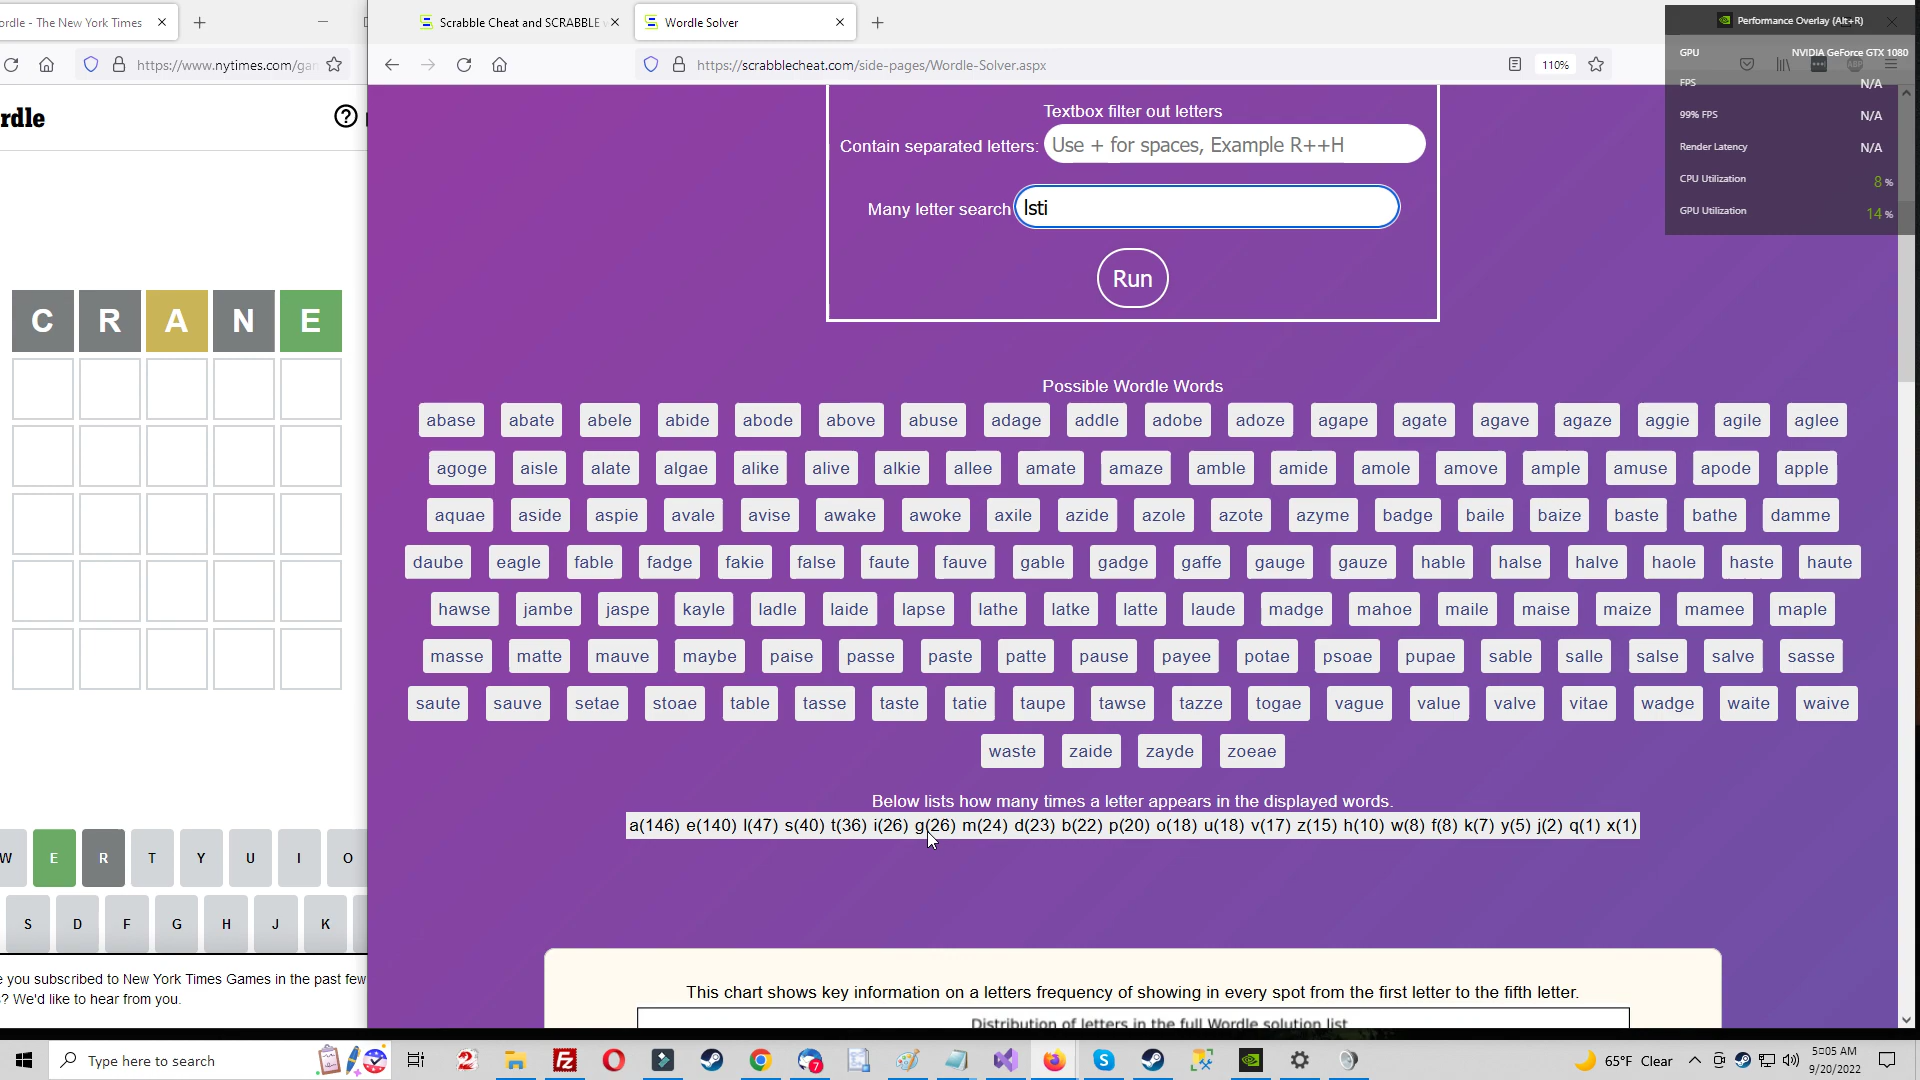 ordle - The New York Times
Scrabble Cheat and SCRABBLE
Wordle Solver
https://www.nytimes.com/gam
https://scrabblecheat.com/side-pages/Wordle-Solver.aspx
110%
Performance Overlay (Alt+R)
GPU NVIDIA GeForce GTX 1080
FPS N/A
99% FPS N/A
Render Latency N/A
CPU Utilization 8 %
GPU Utilization 14 %
rdle
C R A N E
W E R T Y U I O
S D F G H J K
e you subscribed to New York Times Games in the past few
s? We'd like to hear from you.
Textbox filter out letters
Contain separated letters: Use + for spaces, Example R++H
Many letter search lsti
Run
Possible Wordle Words
abase abate abele abide abode above abuse adage addle adobe adoze agape agate agave agaze aggie agile aglee
agoge aisle alate algae alike alive alkie allee amate amaze amble amide amole amove ample amuse apode apple
aquae aside aspie avale avise awake awoke axile azide azole azote azyme badge baile baize baste bathe damme
daube eagle fable fadge fakie false faute fauve gable gadge gaffe gauge gauze hable halse halve haole haste haute
hawse jambe jaspe kayle ladle laide lapse lathe latke latte laude madge mahoe maile maise maize mamee maple
masse matte mauve maybe paise passe paste patte pause payee potae psoae pupae sable salle salse salve sasse
saute sauve setae stoae table tasse taste tatie taupe tawse tazze togae vague value valve vitae wadge waite waive
waste zaide zayde zoeae
Below lists how many times a letter appears in the displayed words.
a(146) e(140) l(47) s(40) t(36) i(26) g(26) m(24) d(23) b(22) p(20) o(18) u(18) v(17) z(15) h(10) w(8) f(8) k(7) y(5) j(2) q(1) x(1)
This chart shows key information on a letters frequency of showing in every spot from the first letter to the fifth letter.
Distribution of letters in the full Wordle solution list
Type here to search
65°F Clear
5:05 AM
9/20/2022